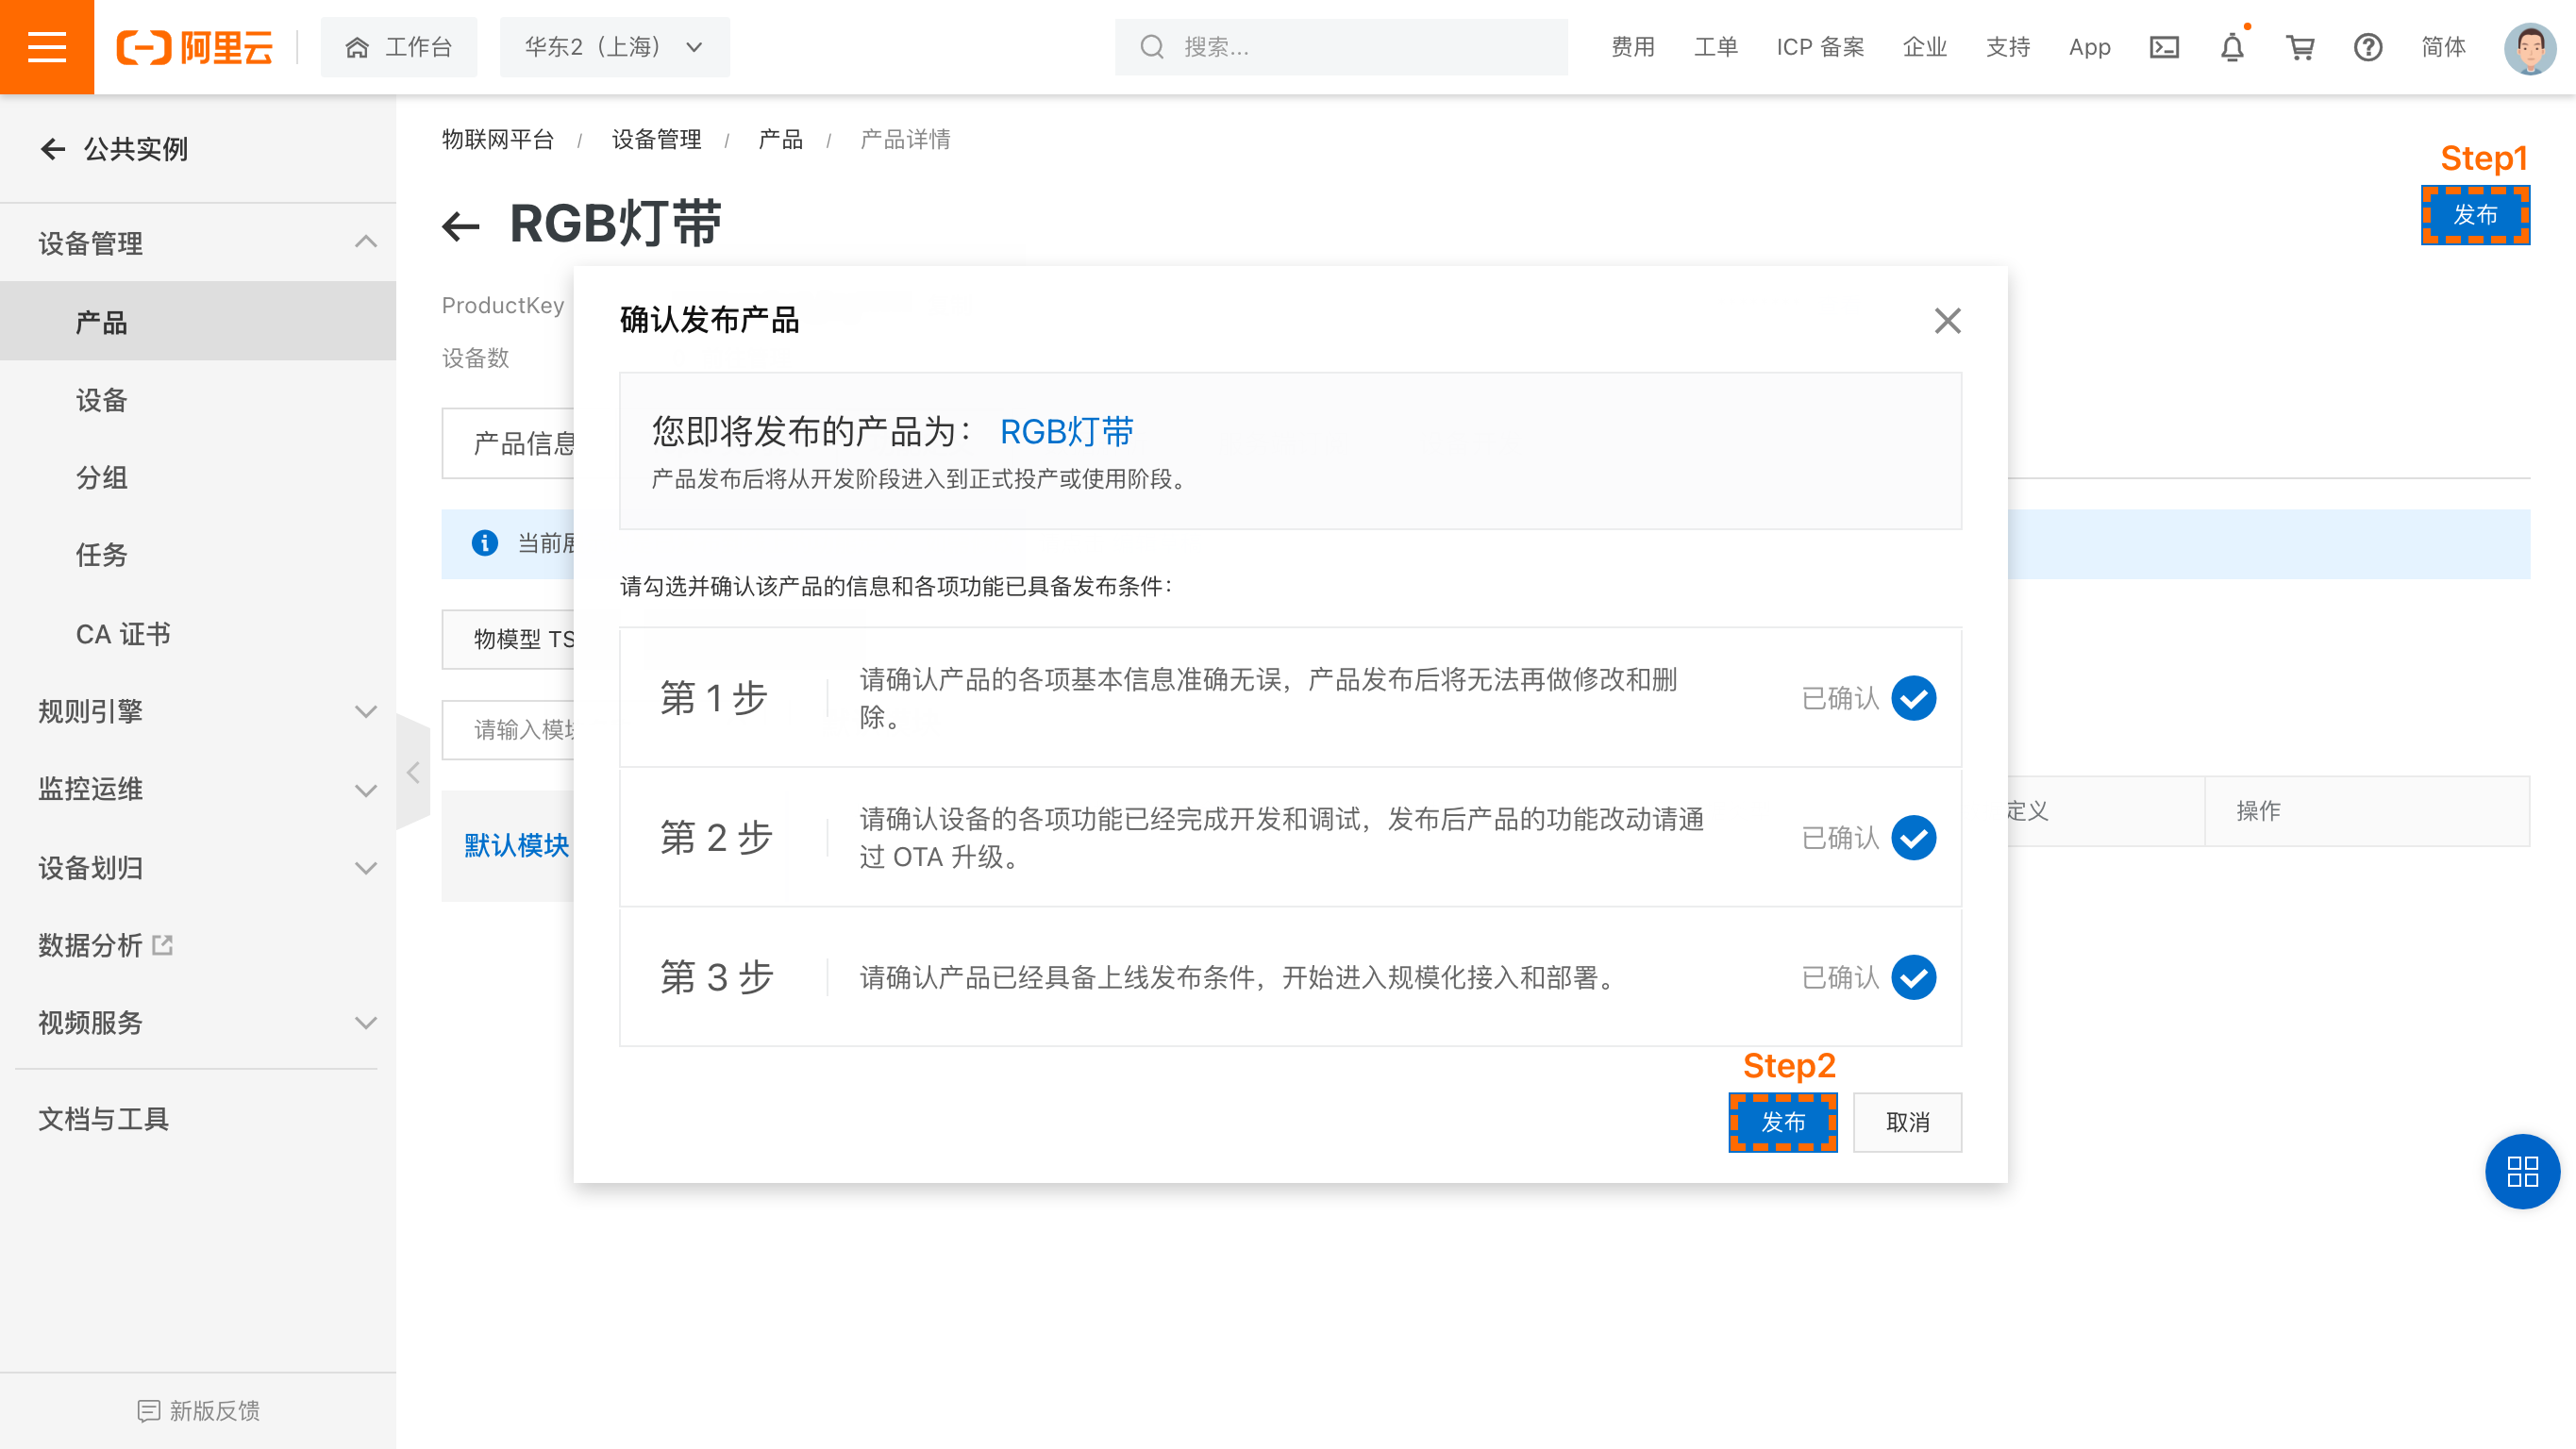 阿里云
工作台
华东2（上海）
搜索...
费用
工单
ICP 备案
企业
支持
App
简体
公共实例
设备管理
产品
设备
分组
任务
CA 证书
规则引擎
监控运维
设备划归
数据分析
视频服务
文档与工具
新版反馈
物联网平台 / 设备管理 / 产品 / 产品详情
Step1
RGB灯带
发布
ProductKey
设备数
产品信息
当前
物模型 TS
请输入模
默认模块
定义
操作
确认发布产品
您即将发布的产品为： RGB灯带
产品发布后将从开发阶段进入到正式投产或使用阶段。
请勾选并确认该产品的信息和各项功能已具备发布条件：
第 1 步
请确认产品的各项基本信息准确无误，产品发布后将无法再做修改和删
除。
已确认
第 2 步
请确认设备的各项功能已经完成开发和调试，发布后产品的功能改动请通
过 OTA 升级。
已确认
第 3 步
请确认产品已经具备上线发布条件，开始进入规模化接入和部署。
已确认
Step2
发布
取消